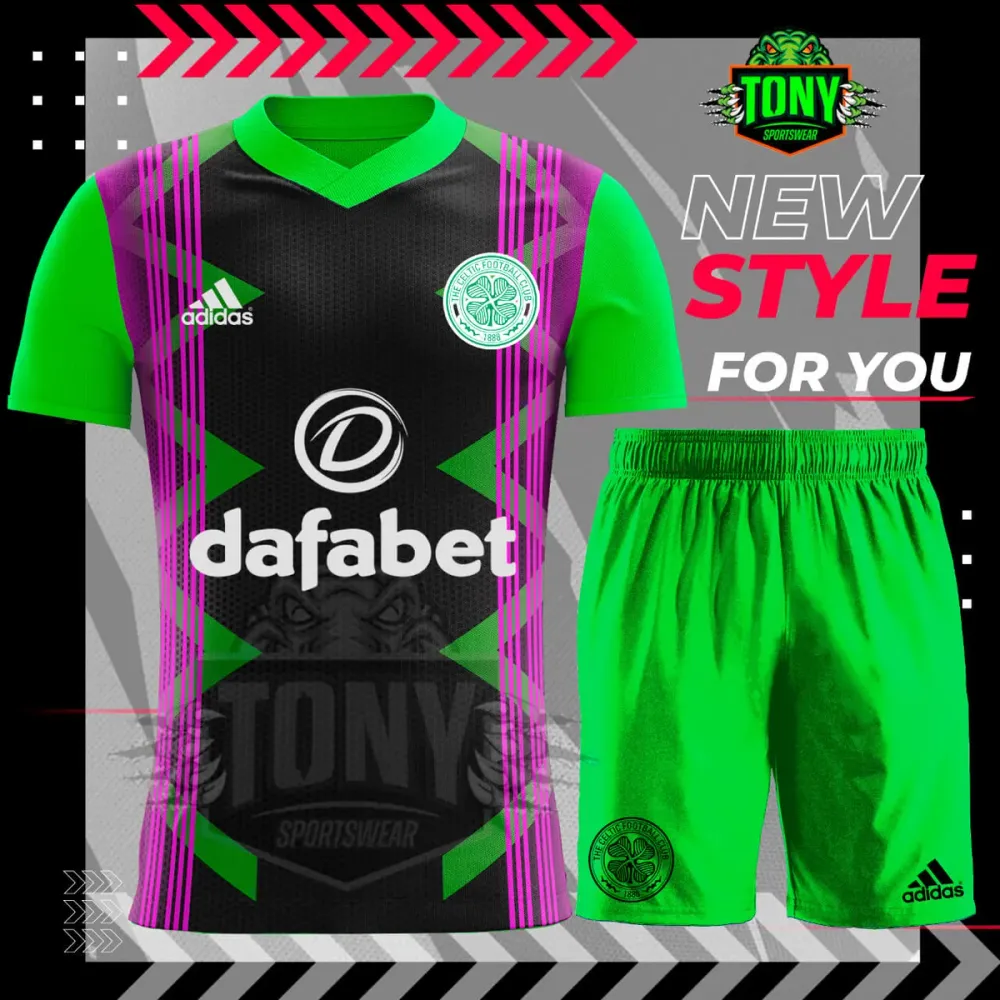 TONY
SPORTSWEAR
NEW
STYLE
FOR YOU
adidas
THE CELTIC FOOTBALL CLUB
1888
D
dafabet
TONY
SPORTSWEAR
THE CELTIC FOOTBALL CLUB
1888
adidas